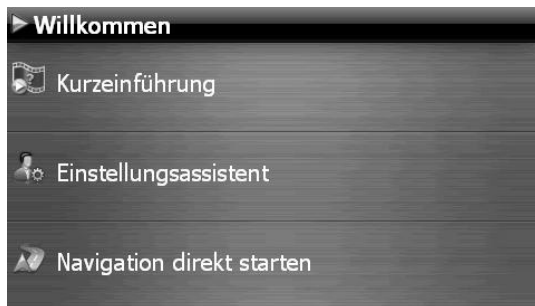 Willkommen
Kurzeinführung
Einstellungsassistent
Navigation direkt starten